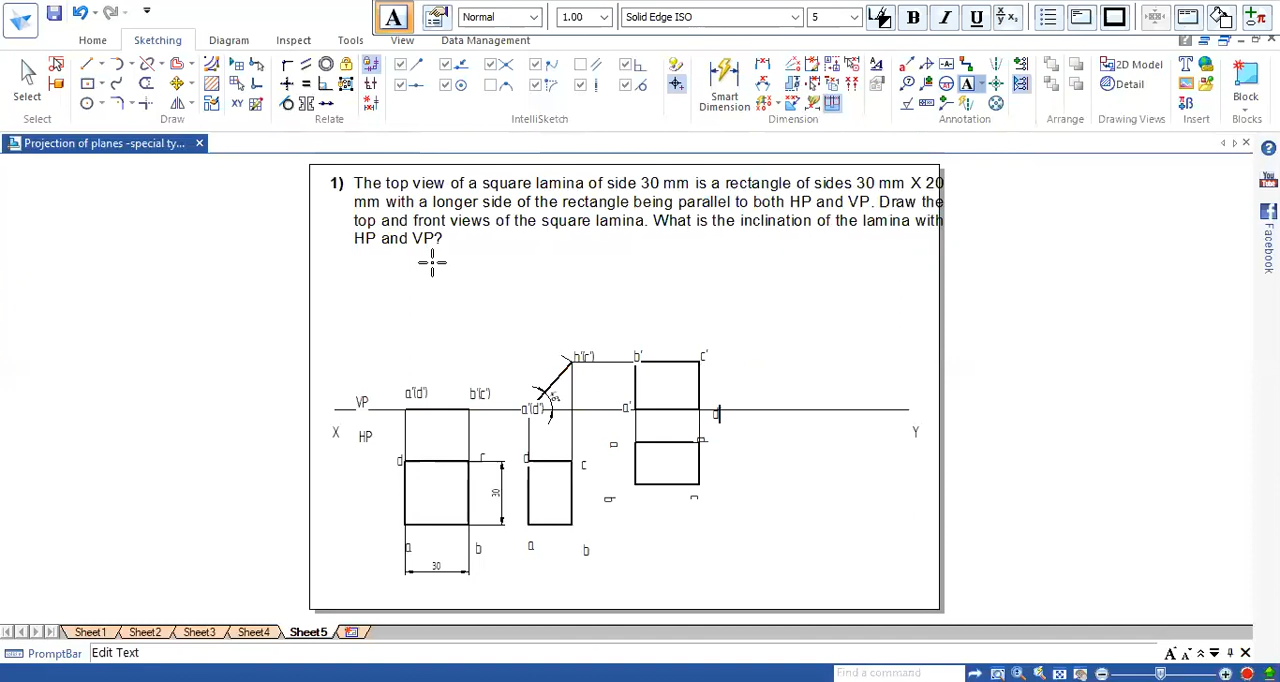 A Normal 1.00 Solid Edge ISO 5 B I U
Home Sketching Diagram Inspect Tools View Data Management
Select
Smart Dimension
2D Model
Detail
Block
Select Draw Relate IntelliSketch Dimension Annotation Arrange Drawing Views Insert Blocks
Projection of planes -special ty...
1) The top view of a square lamina of side 30 mm is a rectangle of sides 30 mm X 20
mm with a longer side of the rectangle being parallel to both HP and VP. Draw the
top and front views of the square lamina. What is the inclination of the lamina with
HP and VP?
Facebook
b'(c') b' c'
a'(d') b'(c')
VP a'(d') a' d
X HP Y
d c d c
30
a b a b
30
Sheet1 Sheet2 Sheet3 Sheet4 Sheet5
PromptBar Edit Text
Find a command